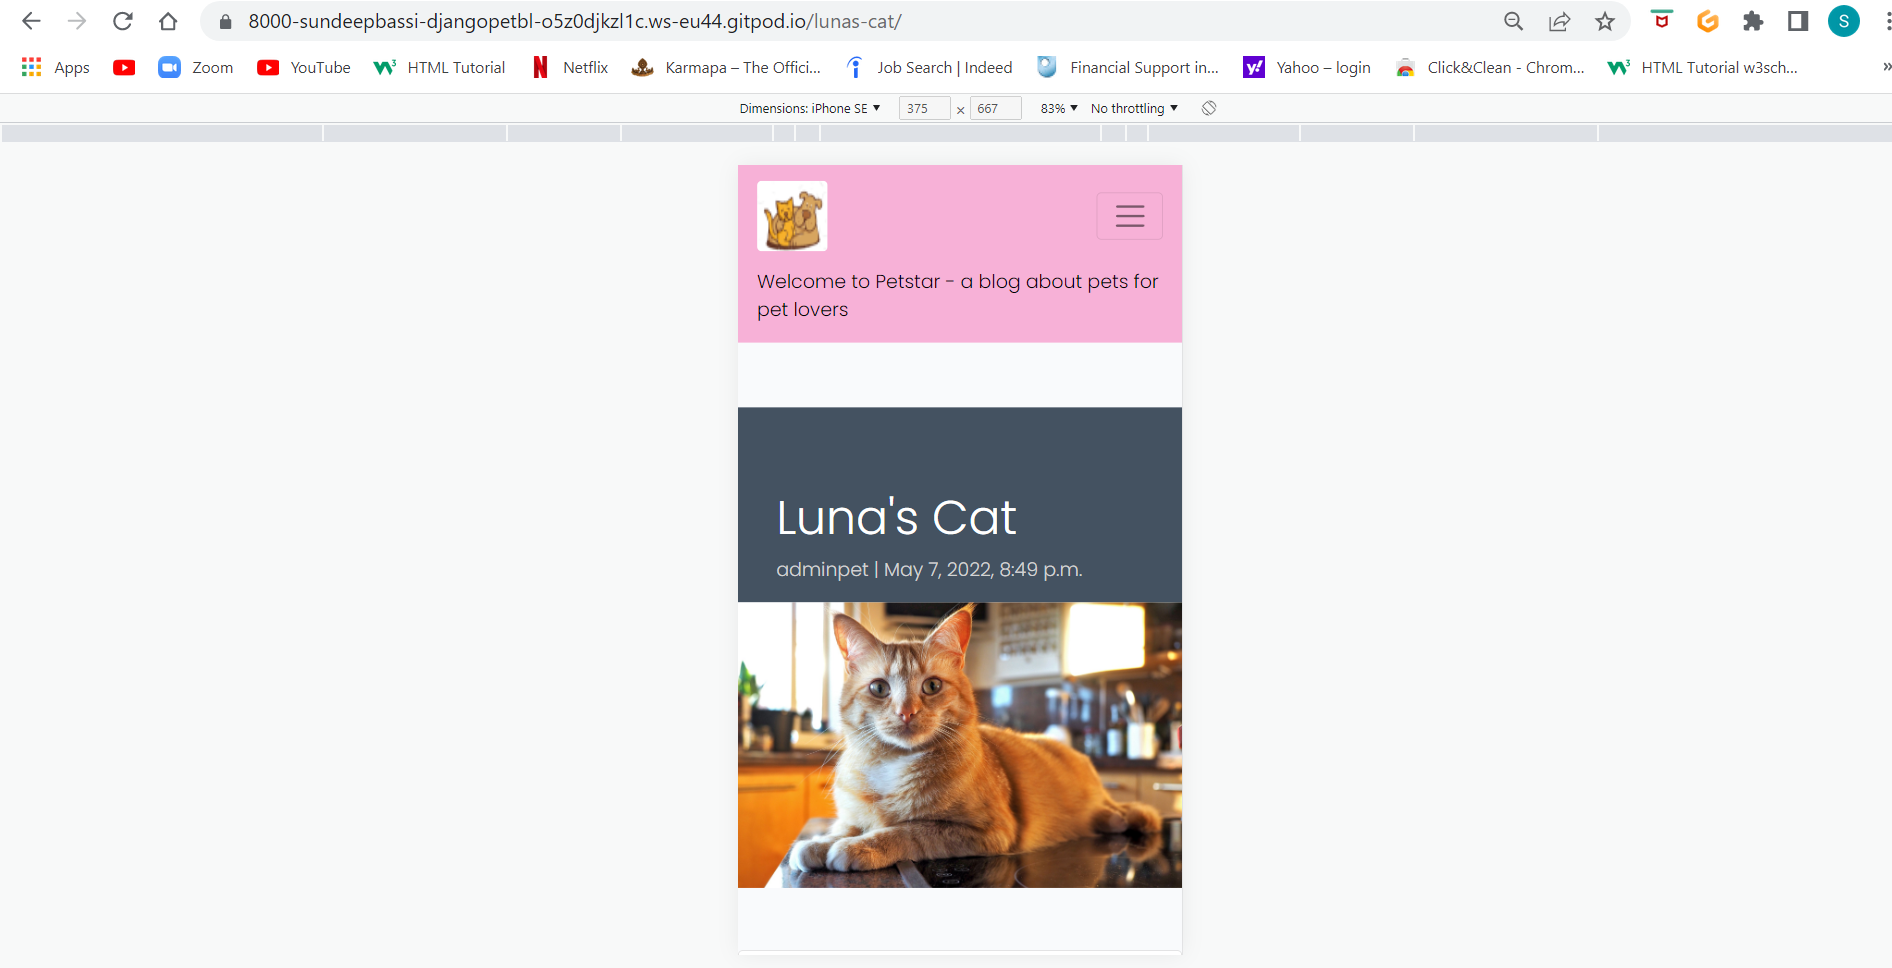 8000-sundeepbassi-djangopetbl-o5z0djkzl1c.ws-eu44.gitpod.io/lunas-cat/
S
Apps Zoom YouTube HTML Tutorial Netflix Karmapa – The Offici... Job Search | Indeed Financial Support in... Yahoo – login Click&Clean - Chrom... HTML Tutorial w3sch... »
Dimensions: iPhone SE ▼ 375 × 667 83% ▼ No throttling ▼
Welcome to Petstar - a blog about pets for
pet lovers
Luna's Cat
adminpet | May 7, 2022, 8:49 p.m.